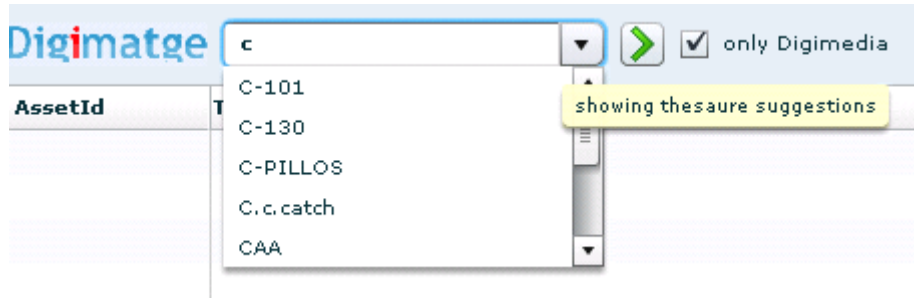 Digimatge c only Digimedia
C-101
AssetId T showing thesaure suggestions
C-130
C-PILLOS
C.c.catch
CAA